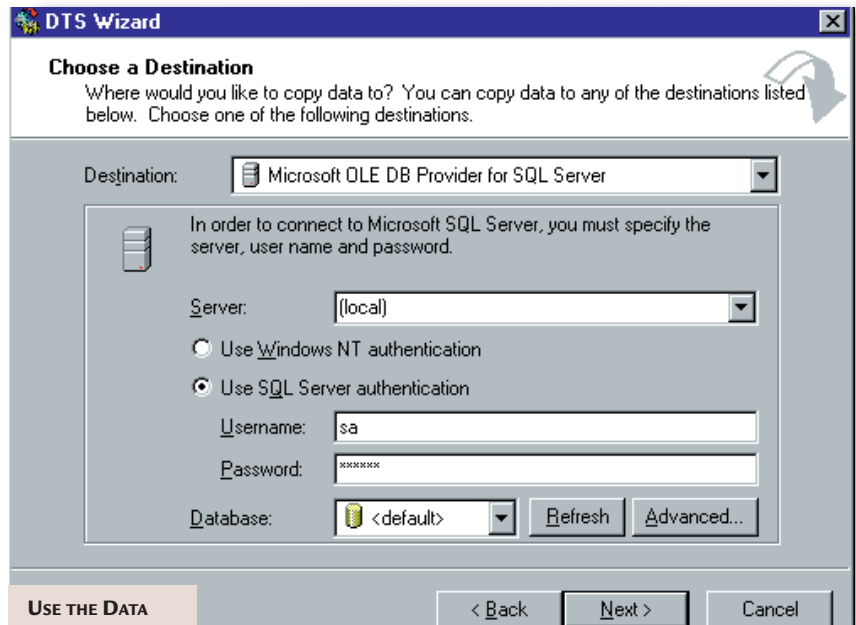 DTS Wizard
Choose a Destination
Where would you like to copy data to? You can copy data to any of the destinations listed
below. Choose one of the following destinations.
Destination: Microsoft OLE DB Provider for SQL Server
In order to connect to Microsoft SQL Server, you must specify the
server, user name and password.
Server: (local)
Use Windows NT authentication
Use SQL Server authentication
Username: sa
Password: xxxxxx
Database: <default> Refresh Advanced...
USE THE DATA
< Back Next > Cancel